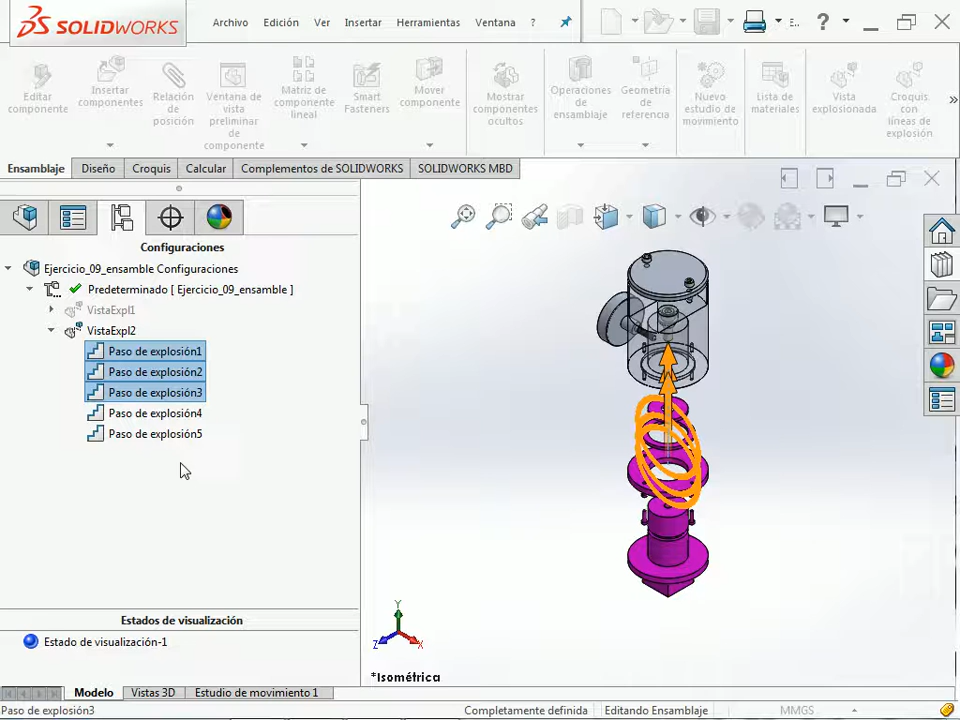 SOLIDWORKS
Archivo Edición Ver Insertar Herramientas Ventana ? E.. ?
Editar componente
Insertar componentes
Relación de posición
Ventana de vista preliminar de componente
Matriz de componente lineal
Smart Fasteners
Mover componente
Mostrar componentes ocultos
Operaciones de ensamblaje
Geometría de referencia
Nuevo estudio de movimiento
Lista de materiales
Vista explosionada
Croquis con líneas de explosión
»
Ensamblaje Diseño Croquis Calcular Complementos de SOLIDWORKS SOLIDWORKS MBD
Configuraciones
Ejercicio_09_ensamble Configuraciones
Predeterminado [ Ejercicio_09_ensamble ]
VistaExpl1
VistaExpl2
Paso de explosión1
Paso de explosión2
Paso de explosión3
Paso de explosión4
Paso de explosión5
Estados de visualización
Estado de visualización-1
Y
Z X
*Isométrica
Modelo Vistas 3D Estudio de movimiento 1
Paso de explosión3 Completamente definida Editando Ensamblaje MMGS